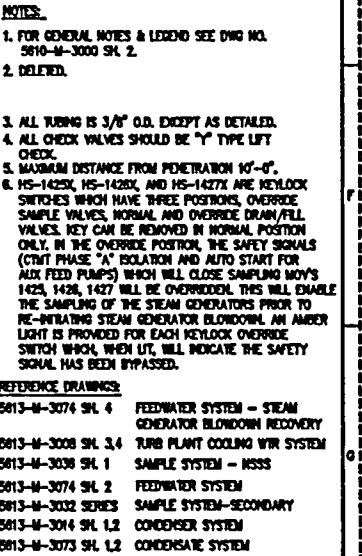 NOTES:
1. FOR GENERAL NOTES & LEGEND SEE DWG NO.
5610-M-3000 SH. 2.
2. DELETED.
3. ALL TUBING IS 3/8" O.D. EXCEPT AS DETAILED.
4. ALL CHECK VALVES SHOULD BE "Y" TYPE LIFT
CHECK.
5. MAXIMUM DISTANCE FROM PENETRATION 10'-0".
6. HS-1425X, HS-1426X, AND HS-1427X ARE KEYLOCK
SWITCHES WHICH HAVE THREE POSITIONS, OVERRIDE
SAMPLE VALVES, NORMAL AND OVERRIDE DRAIN/FILL
VALVES. KEY CAN BE REMOVED IN NORMAL POSITION
ONLY. IN THE OVERRIDE POSITION, THE SAFETY SIGNALS
(CTMT PHASE "A" ISOLATION AND AUTO START FOR
AUX FEED PUMPS) WHICH WILL CLOSE SAMPLING MOV'S
1425, 1426, 1427 WILL BE OVERRIDDEN. THIS WILL ENABLE
THE SAMPLING OF THE STEAM GENERATORS PRIOR TO
RE-INITIATING STEAM GENERATOR BLOWDOWN. AN AMBER
LIGHT IS PROVIDED FOR EACH KEYLOCK OVERRIDE
SWITCH WHICH, WHEN LIT, WILL INDICATE THE SAFETY
SIGNAL HAS BEEN BYPASSED.
F
REFERENCE DRAWINGS:
5613-M-3074 SH. 4 FEEDWATER SYSTEM - STEAM
GENERATOR BLOWDOWN RECOVERY
5613-M-3008 SH. 3,4 TURB PLANT COOLING WTR SYSTEM
5613-M-3036 SH. 1 SAMPLE SYSTEM - NSSS
G
5613-M-3074 SH. 2 FEEDWATER SYSTEM
5613-M-3032 SERIES SAMPLE SYSTEM-SECONDARY
5613-M-3014 SH. 1,2 CONDENSER SYSTEM
5613-M-3073 SH. 1,2 CONDENSATE SYSTEM